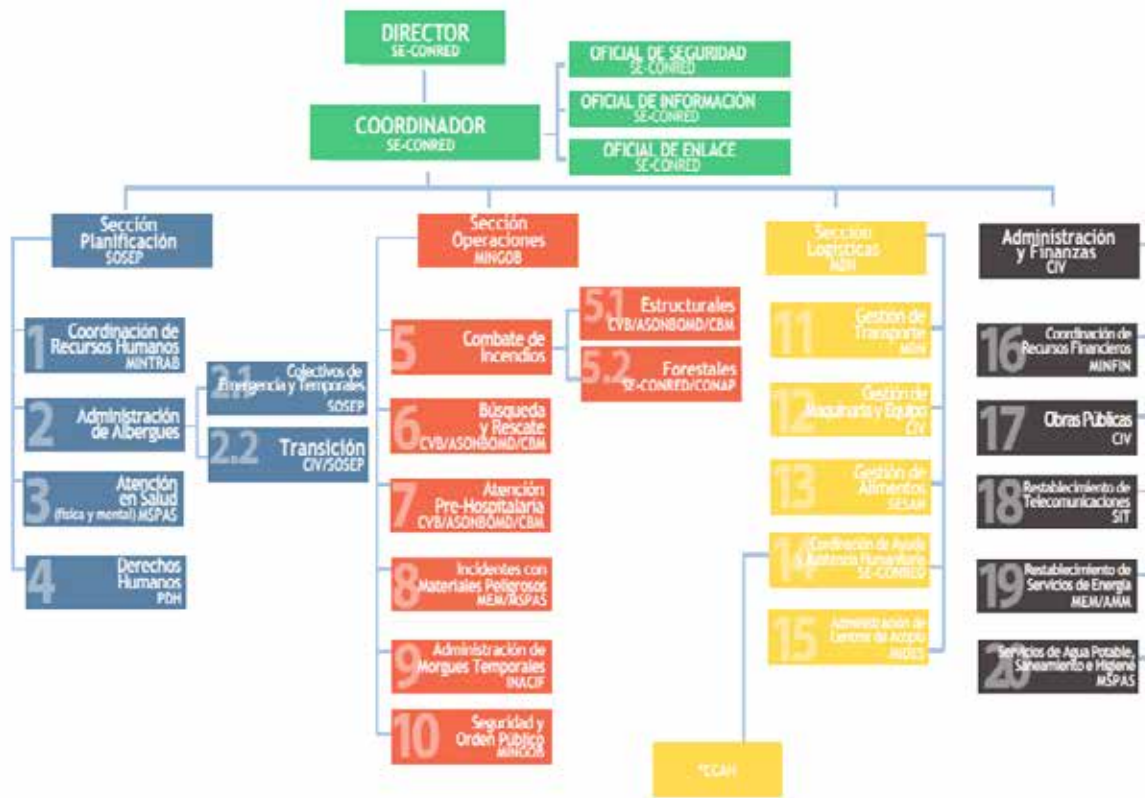 DIRECTOR
SE-CONRED
COORDINADOR
SE-CONRED
OFICIAL DE SEGURIDAD
SE-CONRED
OFICIAL DE INFORMACIÓN
SE-CONRED
OFICIAL DE ENLACE
SE-CONRED
Sección
Planificación
SOSEP
1
Coordinación de
Recursos Humanos
MINTRAB
2
Administración
de Albergues
2.1
Colectivos de
Emergencia y Temporales
SOSEP
2.2
Transición
CIV/SOSEP
3
Atención
en Salud
(física y mental) MSPAS
4
Derechos
Humanos
PDH
Sección
Operaciones
MINGOB
5
Combate de
Incendios
5.1
Estructurales
CVB/ASONBOMD/CBM
5.2
Forestales
SE-CONRED/CONAP
6
Búsqueda
y Rescate
CVB/ASONBOMD/CBM
7
Atención
Pre-Hospitalaria
CVB/ASONBOMD/CBM
8
Incidentes con
Materiales Peligrosos
MEM/MSPAS
9
Administración de
Morgues Temporales
INACIF
10
Seguridad y
Orden Público
MINGOB
Sección
Logísticas
11
Gestión de
Transporte
12
Gestión de
Maquinaria y Equipo
CIV
13
Gestión de
Alimentos
SESAN
14
de Ayuda
Humanitaria
SE-CONRED
15
Administración de
Centros de Acopio
MIDES
*CCAH
Administración
y Finanzas
CIV
16
Coordinación de
Recursos Financieros
MINFIN
17
Obras Públicas
CIV
18
Restablecimiento de
Telecomunicaciones
SIT
19
Restablecimiento de
Servicios de Energía
MEM/AMM
20
Servicios de Agua Potable,
Saneamiento e Higiene
MSPAS